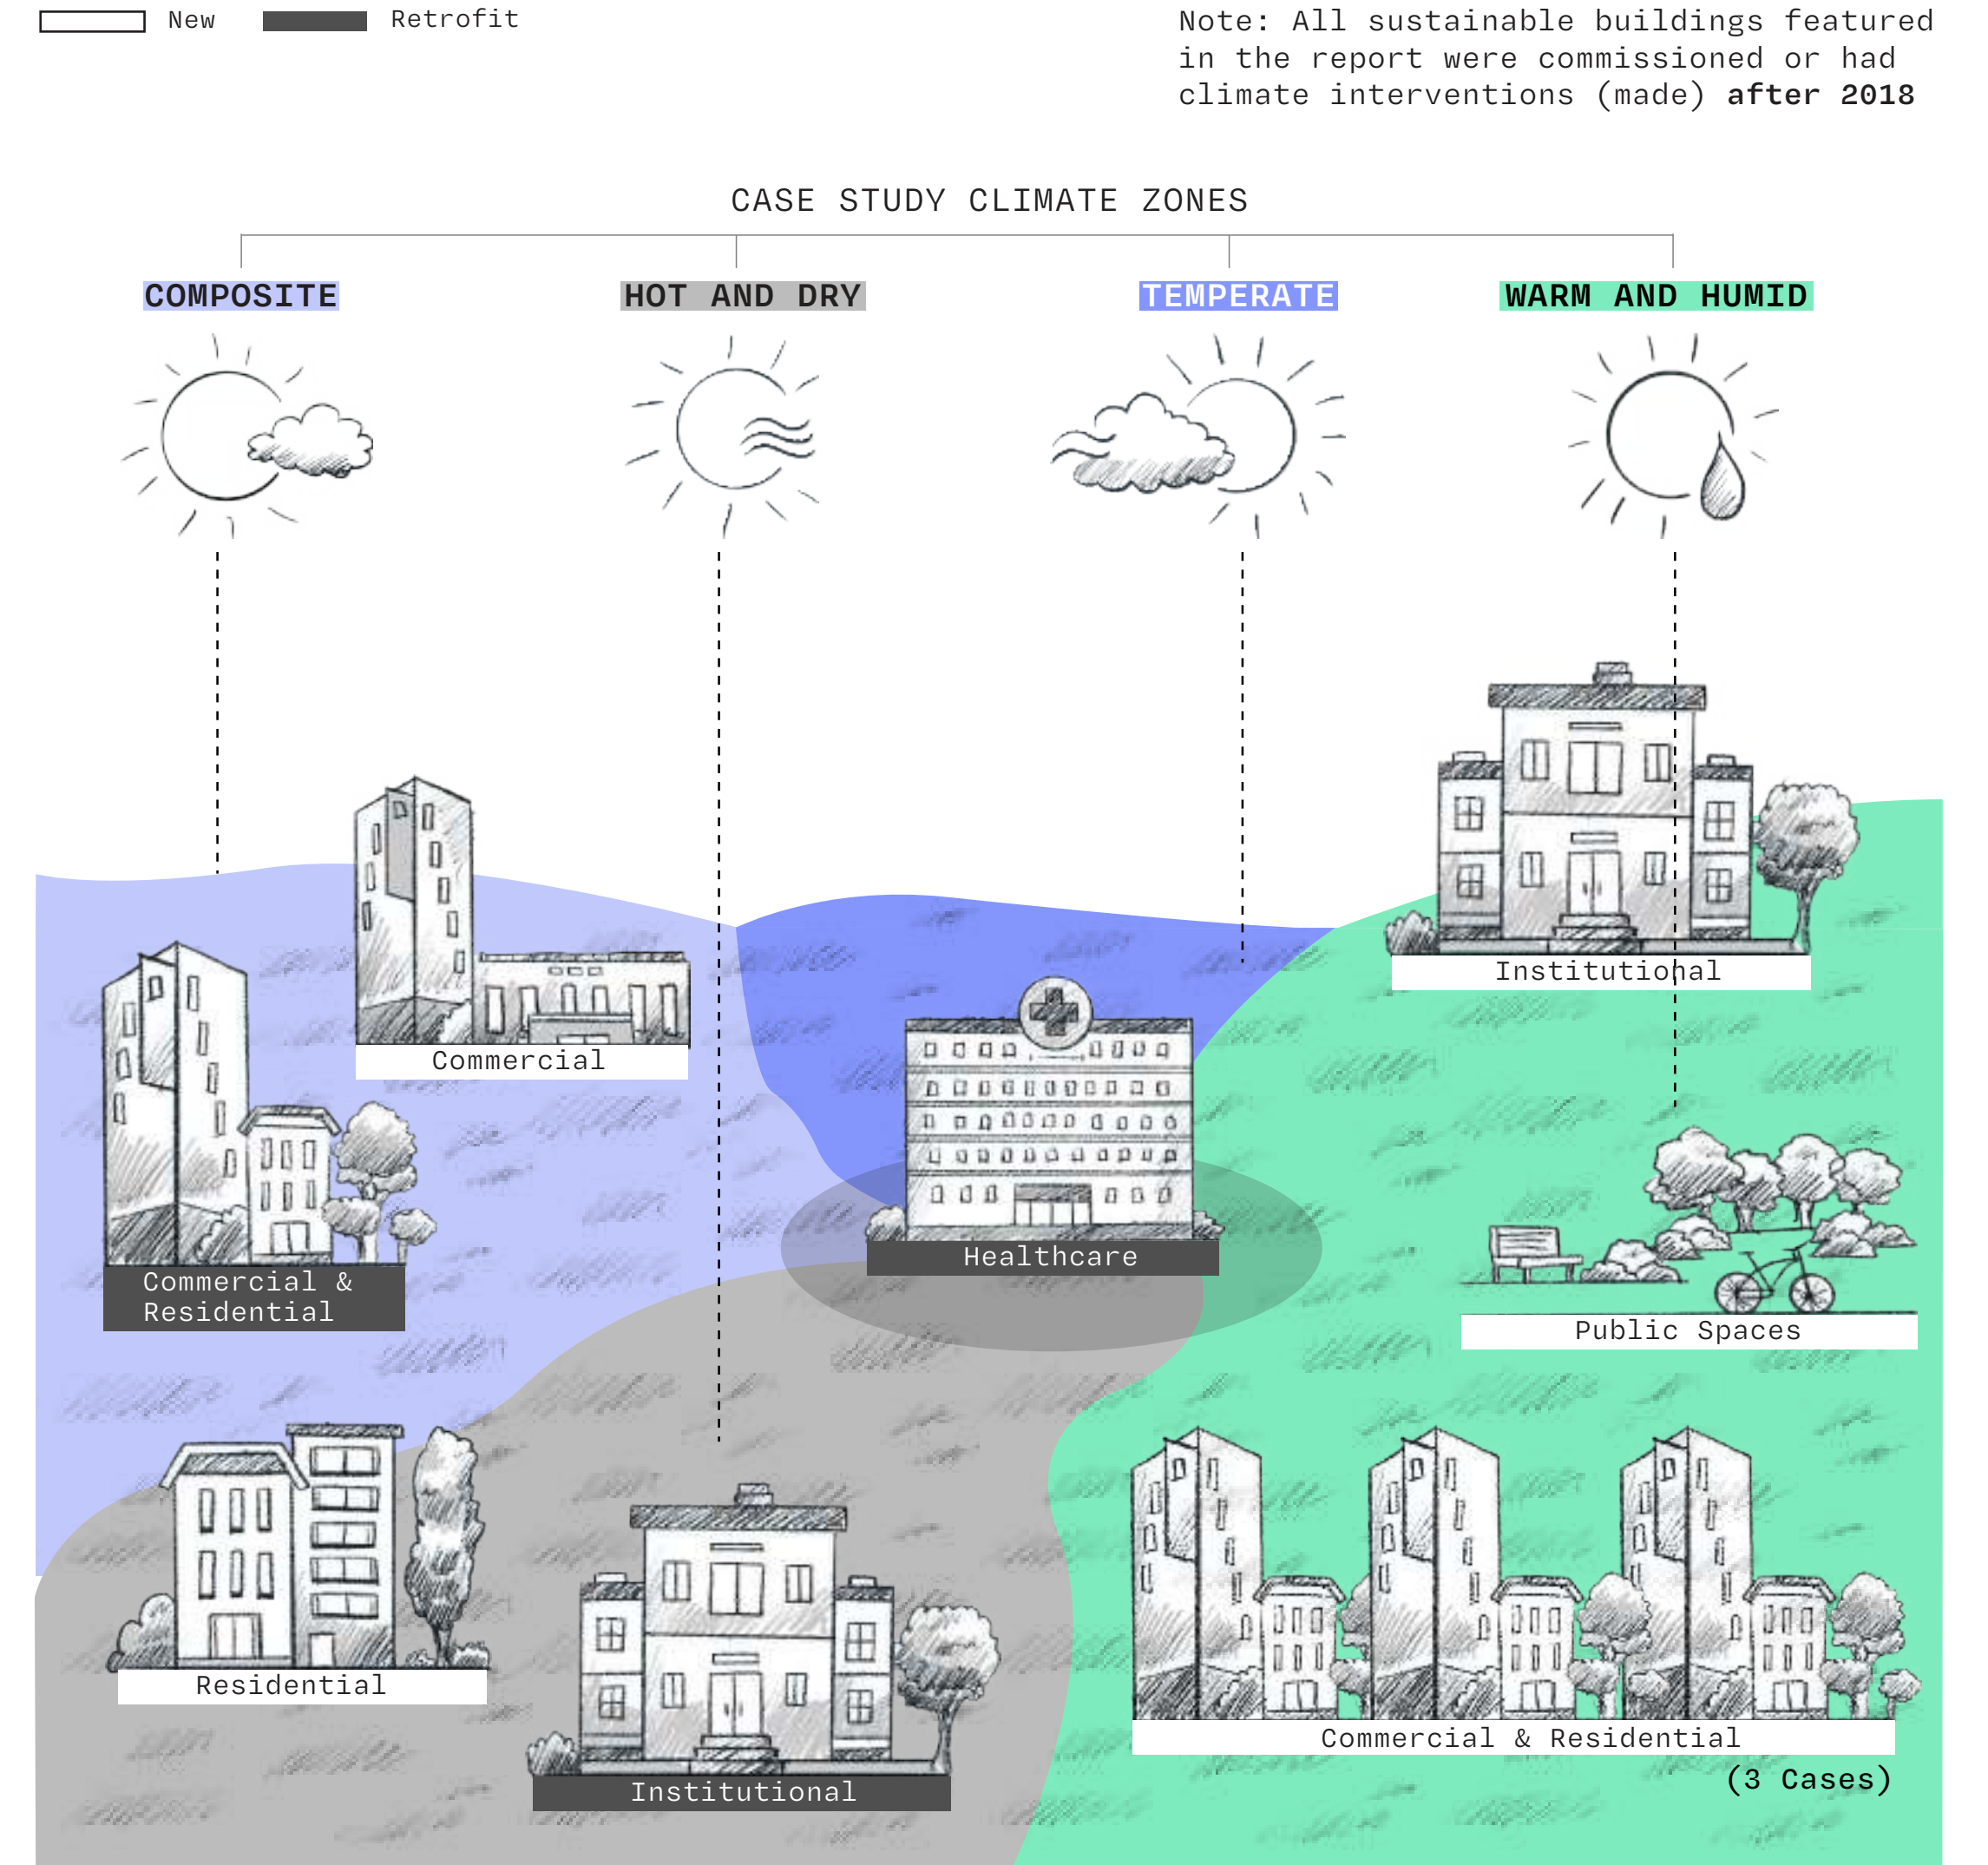 New
Retrofit
Note: All sustainable buildings featured
in the report were commissioned or had
climate interventions (made) after 2018
CASE STUDY CLIMATE ZONES
COMPOSITE
HOT AND DRY
TEMPERATE
WARM AND HUMID
Institutional
Commercial
Healthcare
Commercial &
Residential
Public Spaces
Residential
Commercial & Residential
(3 Cases)
Institutional